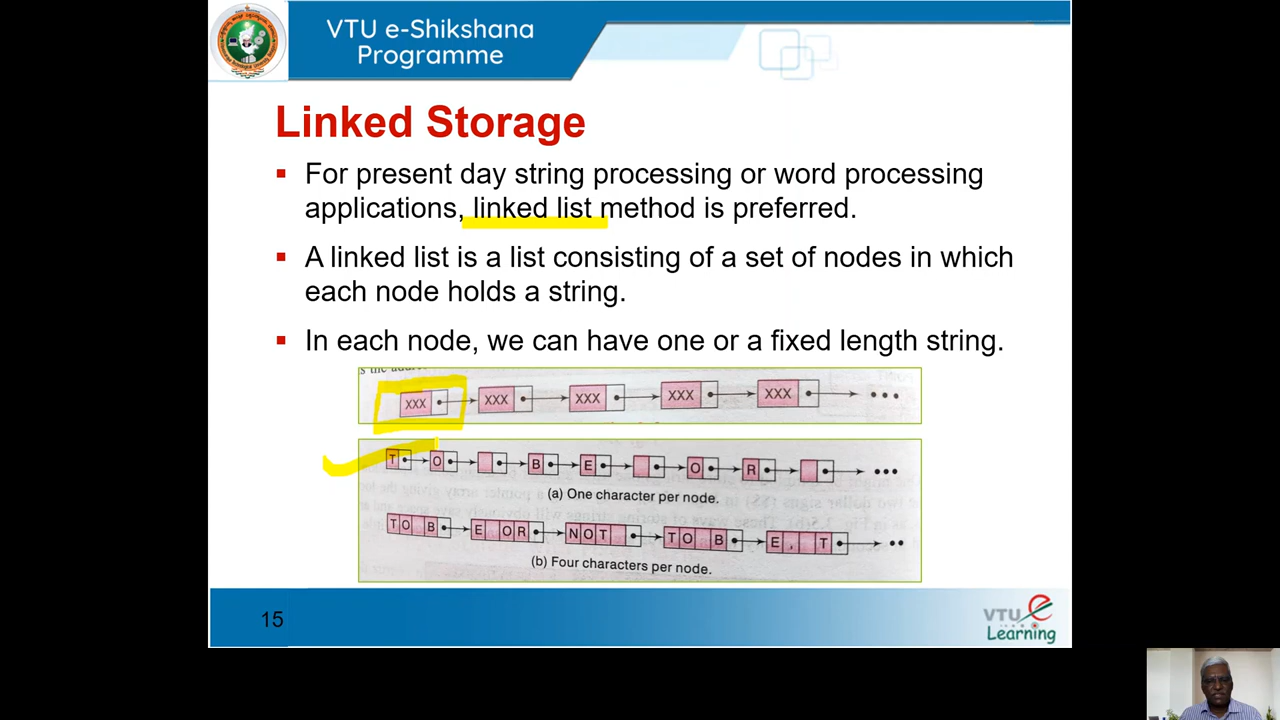 VTU e-Shikshana
Programme
Linked Storage
For present day string processing or word processing
applications, linked list method is preferred.
A linked list is a list consisting of a set of nodes in which
each node holds a string.
In each node, we can have one or a fixed length string.
s the
XXX XXX XXX XXX XXX
T O B E O R
(a) One character per node.
TO B E OR NOT TO B E, T
(b) Four characters per node.
15
VTU e
Learning